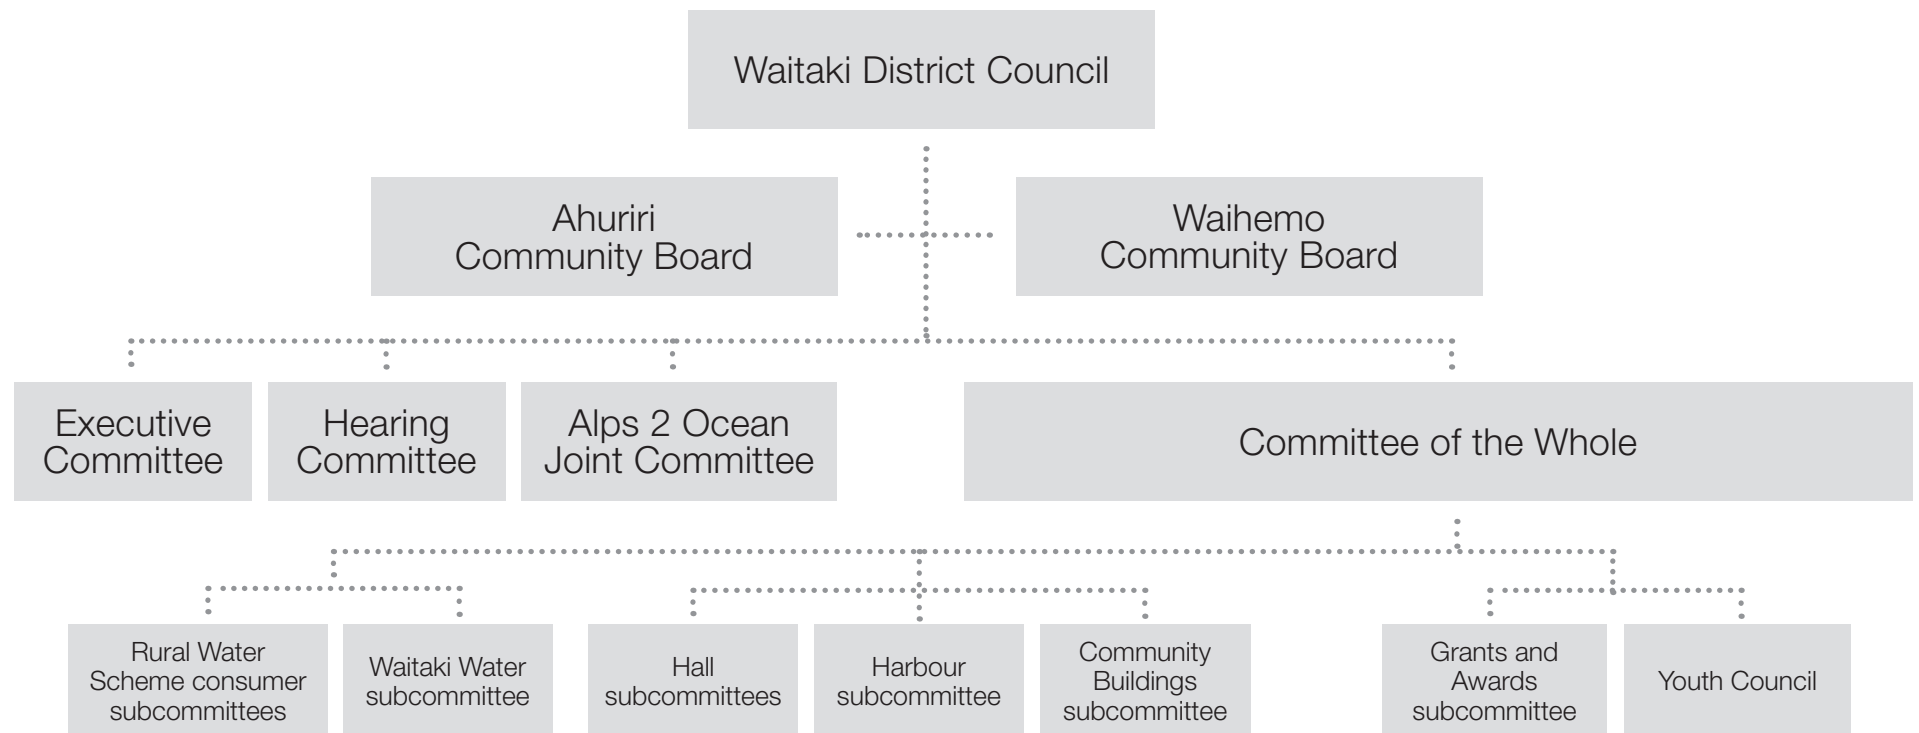 Waitaki District Council
Ahuriri
Community Board
Waihemo
Community Board
Executive
Committee
Hearing
Committee
Alps 2 Ocean
Joint Committee
Committee of the Whole
Rural Water
Scheme consumer
subcommittees
Waitaki Water
subcommittee
Hall
subcommittees
Harbour
subcommittee
Community
Buildings
subcommittee
Grants and
Awards
subcommittee
Youth Council